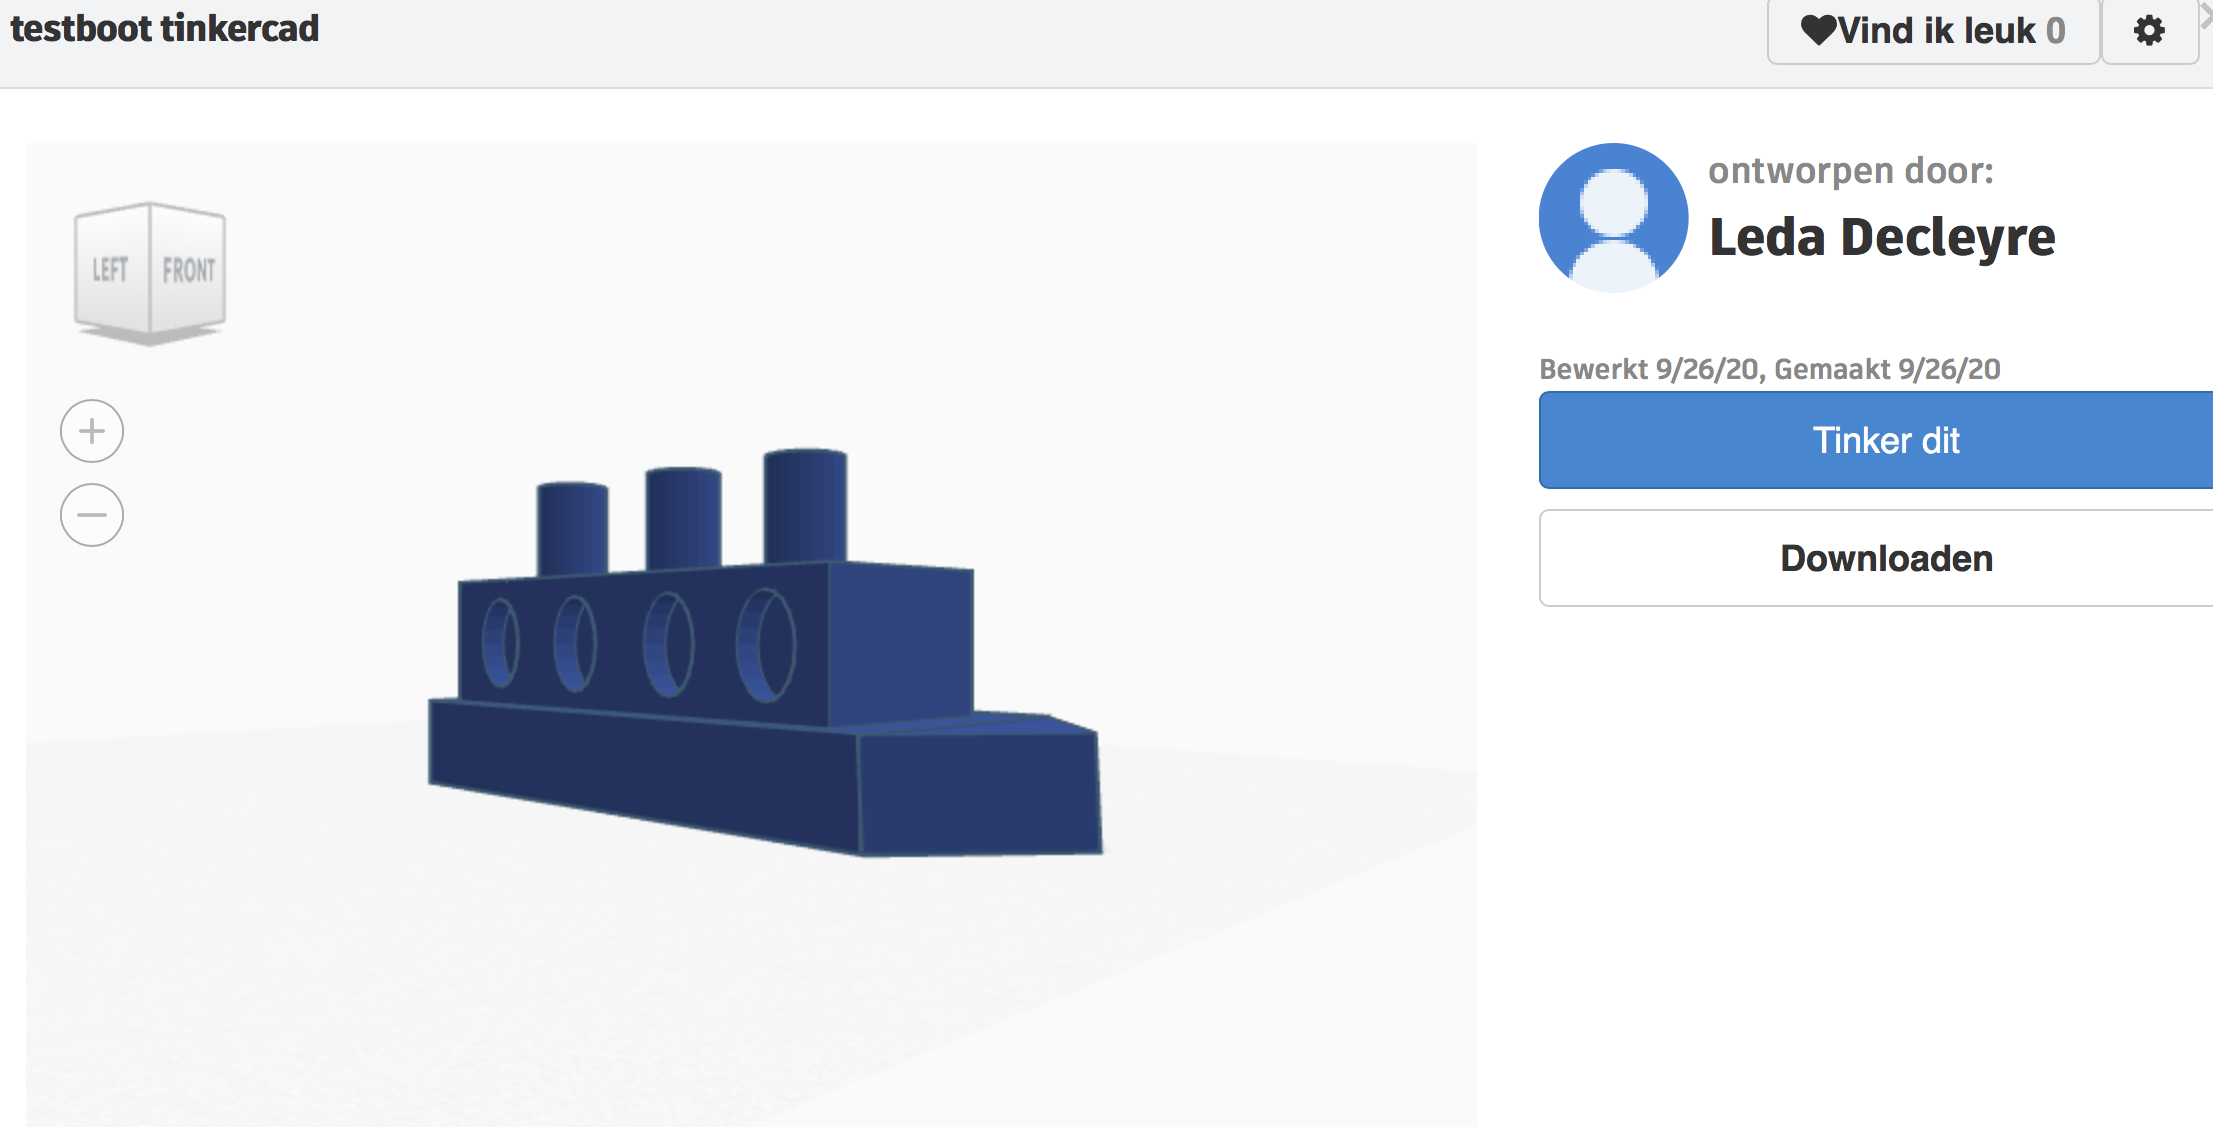 testboot tinkercad
Vind ik leuk 0
LEFT FRONT
ontworpen door:
Leda Decleyre
Bewerkt 9/26/20, Gemaakt 9/26/20
Tinker dit
Downloaden